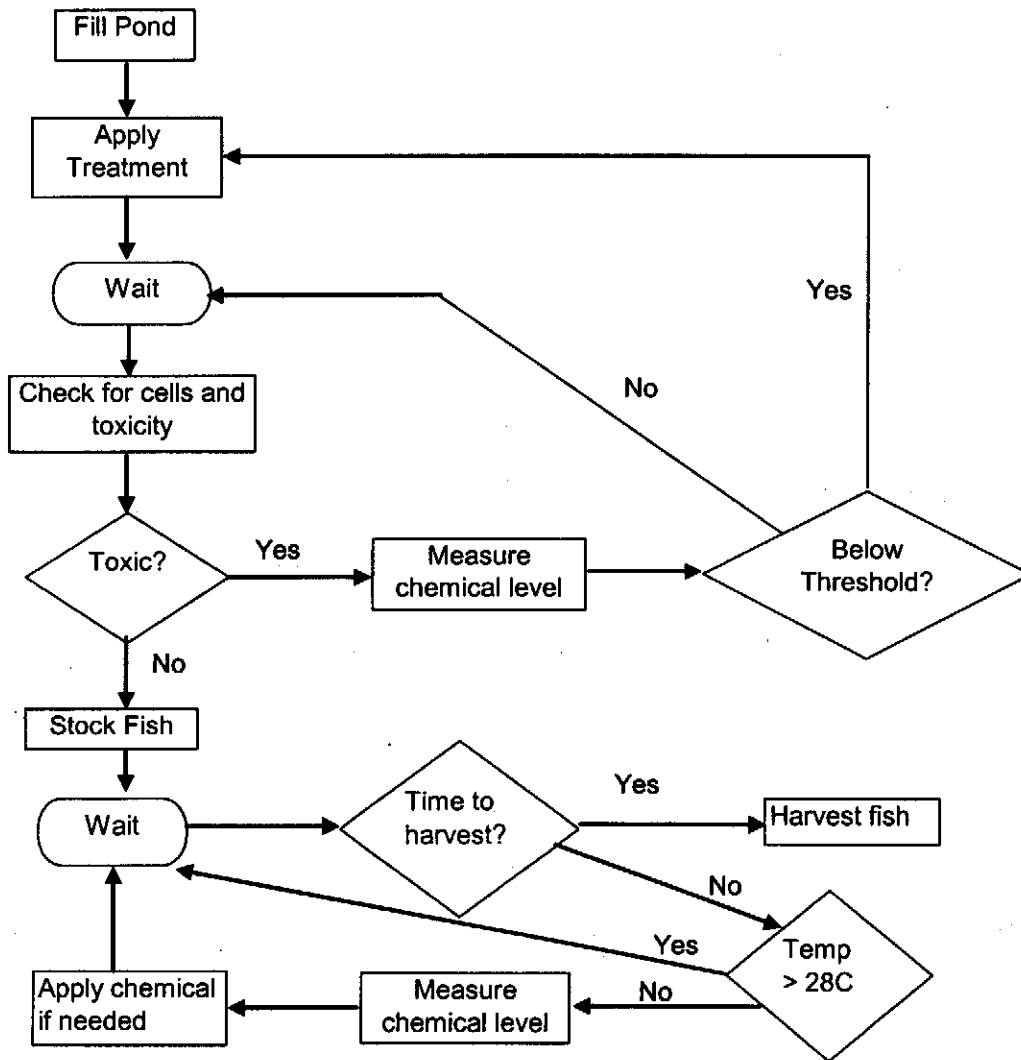 Fill Pond
Apply
Treatment
Wait
Yes
No
Check for cells and
toxicity
Toxic?
Yes
Measure
chemical level
Below
Threshold?
No
Stock Fish
Wait
Time to
harvest?
Yes
Harvest fish
No
Temp
> 28C
Yes
No
Measure
chemical level
Apply chemical
if needed